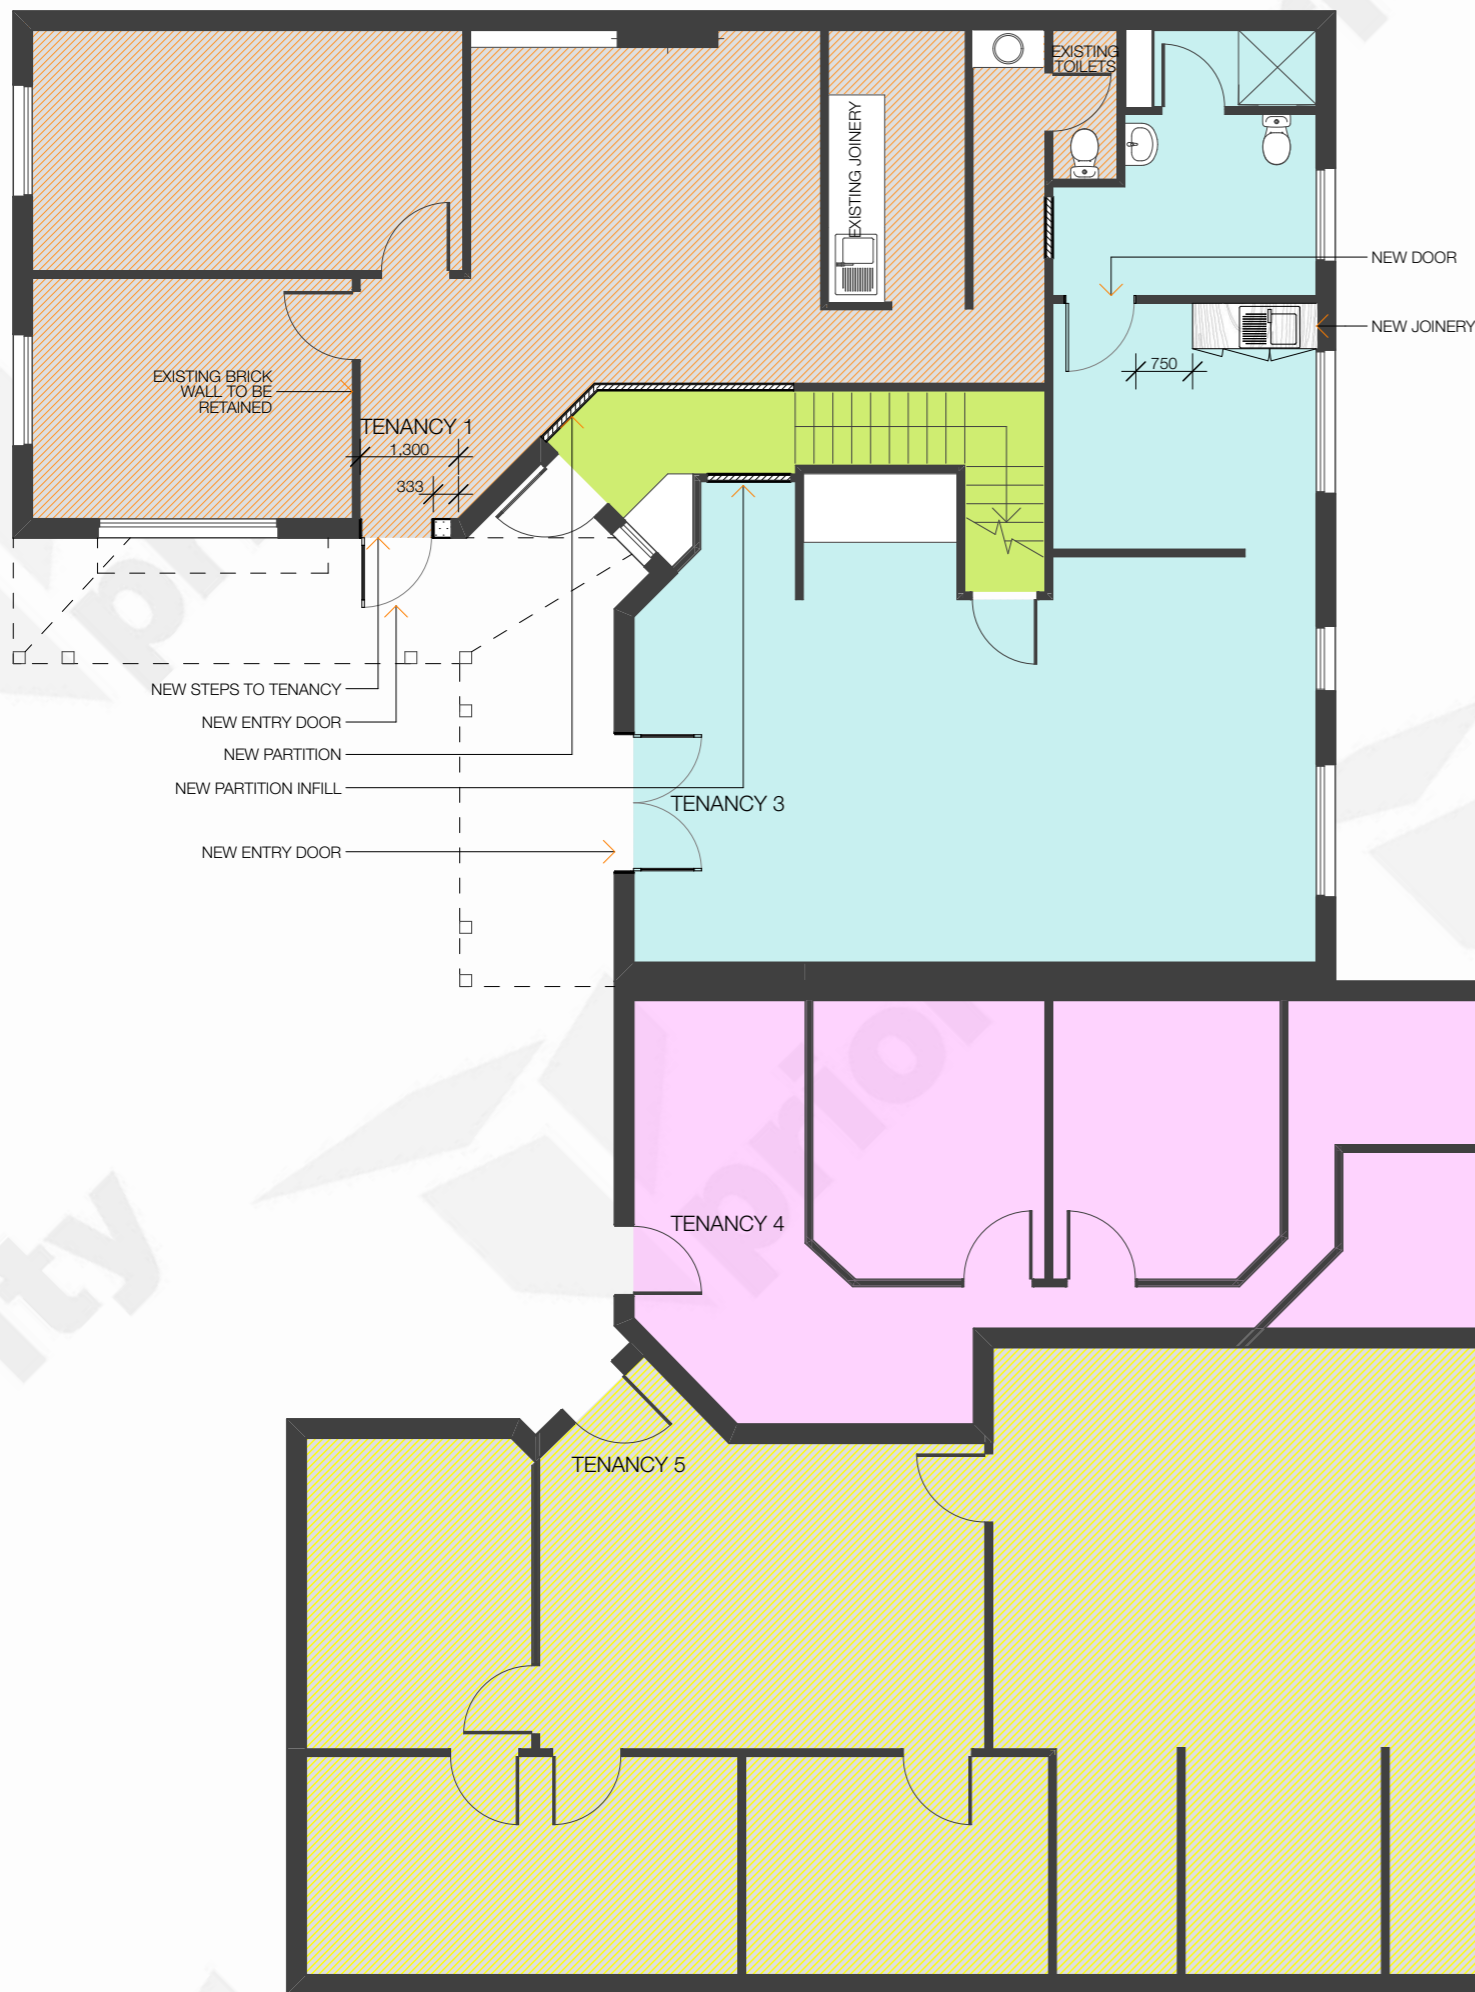 EXISTING
TOILETS
EXISTING JOINERY
NEW DOOR
NEW JOINERY
750
EXISTING BRICK
WALL TO BE
RETAINED
TENANCY 1
1,300
333
NEW STEPS TO TENANCY
NEW ENTRY DOOR
NEW PARTITION
NEW PARTITION INFILL
TENANCY 3
NEW ENTRY DOOR
TENANCY 4
TENANCY 5
prior
ity